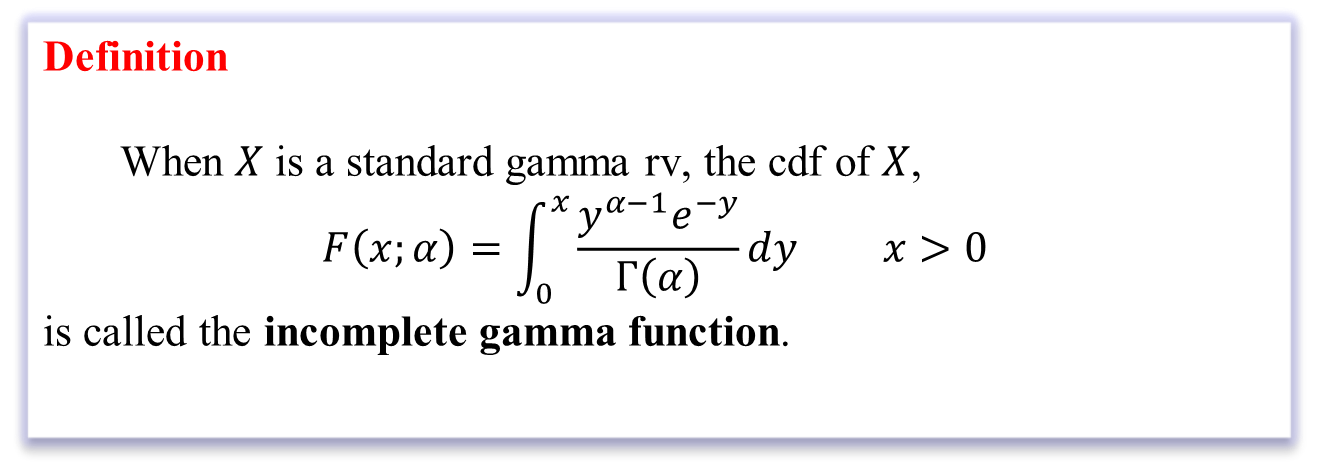 Definition
When X is a standard gamma rv, the cdf of X,
F(x; α) = ∫₀ˣ (y^{α−1}e^{−y} / Γ(α)) dy x > 0
is called the incomplete gamma function.